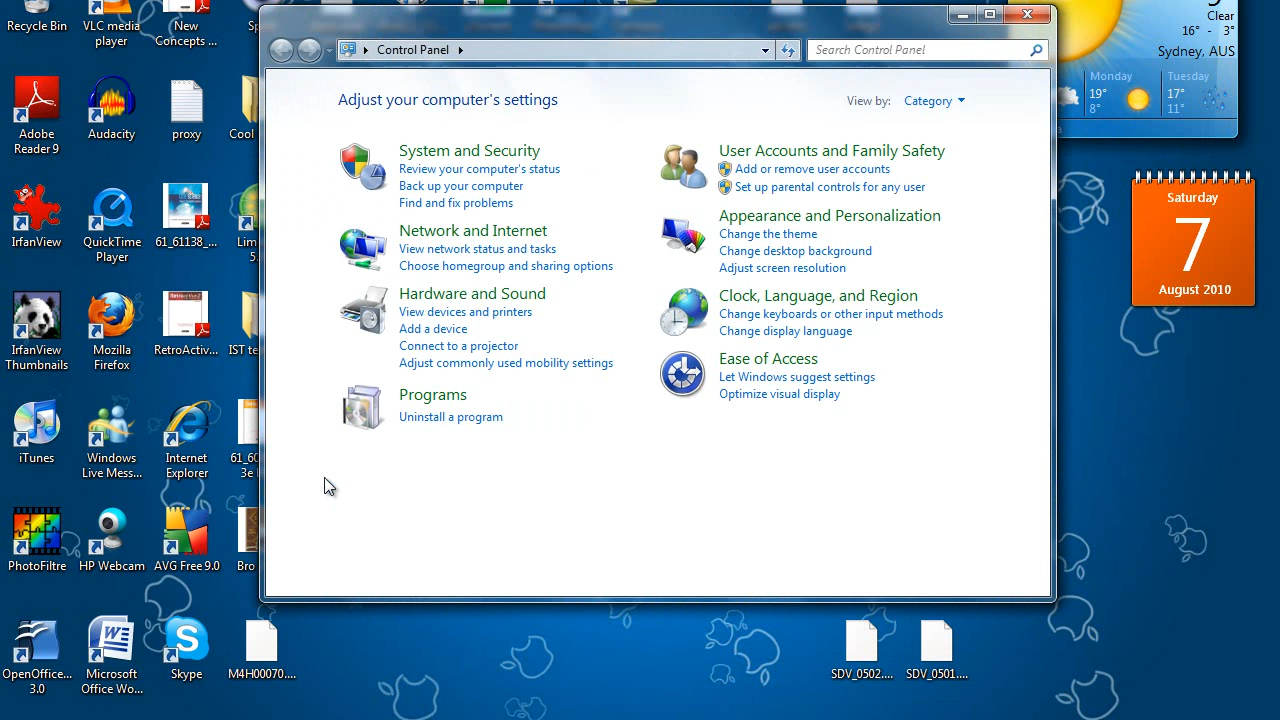 Recycle Bin
VLC media
player
New
Concepts ...
Adobe
Reader 9
Audacity
proxy
Cool
IrfanView
QuickTime
Player
61_61138_...
Lim
5.
IrfanView
Thumbnails
Mozilla
Firefox
RetroActiv...
IST te
iTunes
Windows
Live Mess...
Internet
Explorer
61_60
3e
PhotoFiltre
HP Webcam
AVG Free 9.0
Bro
OpenOffice...
3.0
Microsoft
Office Wo...
Skype
M4H00070....
SDV_0502....
SDV_0501....
Control Panel
Search Control Panel
Adjust your computer's settings
View by: Category
System and Security
Review your computer's status
Back up your computer
Find and fix problems
Network and Internet
View network status and tasks
Choose homegroup and sharing options
Hardware and Sound
View devices and printers
Add a device
Connect to a projector
Adjust commonly used mobility settings
Programs
Uninstall a program
User Accounts and Family Safety
Add or remove user accounts
Set up parental controls for any user
Appearance and Personalization
Change the theme
Change desktop background
Adjust screen resolution
Clock, Language, and Region
Change keyboards or other input methods
Change display language
Ease of Access
Let Windows suggest settings
Optimize visual display
Clear
16° - 3°
Sydney, AUS
Monday
19°
8°
Tuesday
17°
11°
Saturday
7
August 2010